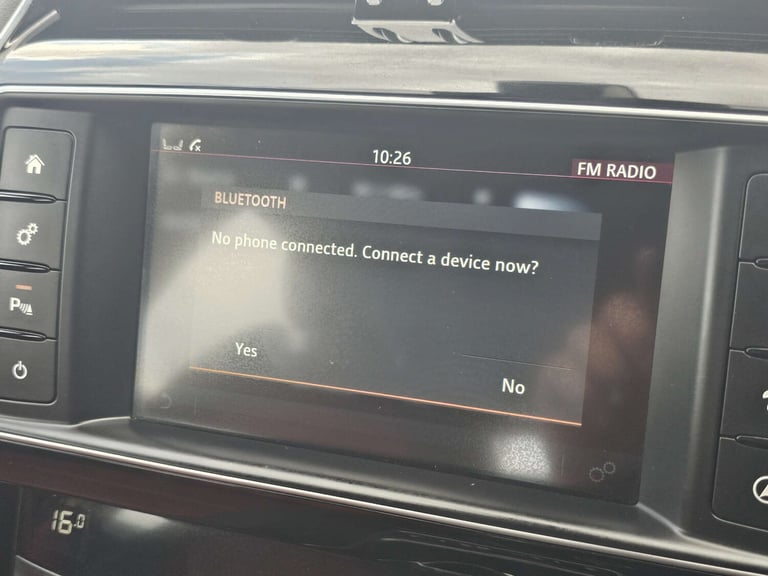 10:26
FM RADIO
BLUETOOTH
No phone connected. Connect a device now?
Yes
No
P
16.0